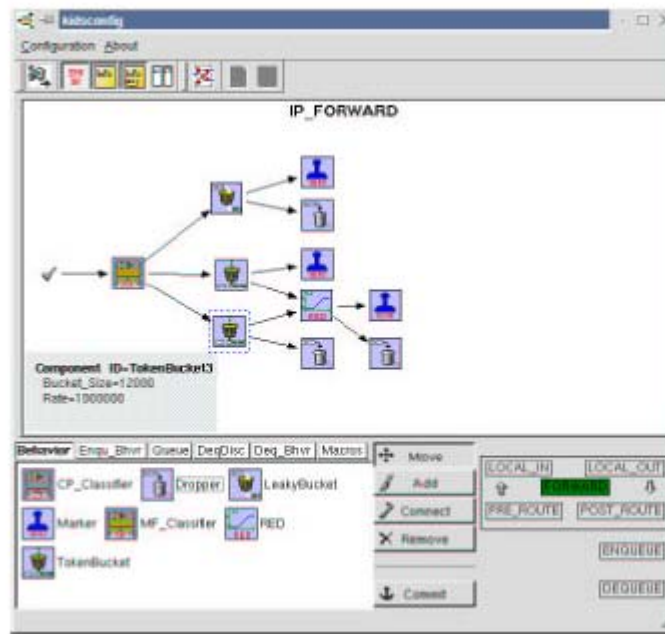 kidsconfig
Configuration About
IP_FORWARD
RED
Component ID=TokenBucket3
Bucket_Size=12000
Rate=1000000
Behavior Enqu_Bhvr Queue DeqDisc Deq_Bhvr Macros
CP_Classifier Dropper LeakyBucket
Marker MF_Classifier RED
TokenBucket
Move
Add
Connect
Remove
Commit
LOCAL_IN LOCAL_OUT
FORWARD
PRE_ROUTE POST_ROUTE
ENQUEUE
DEQUEUE